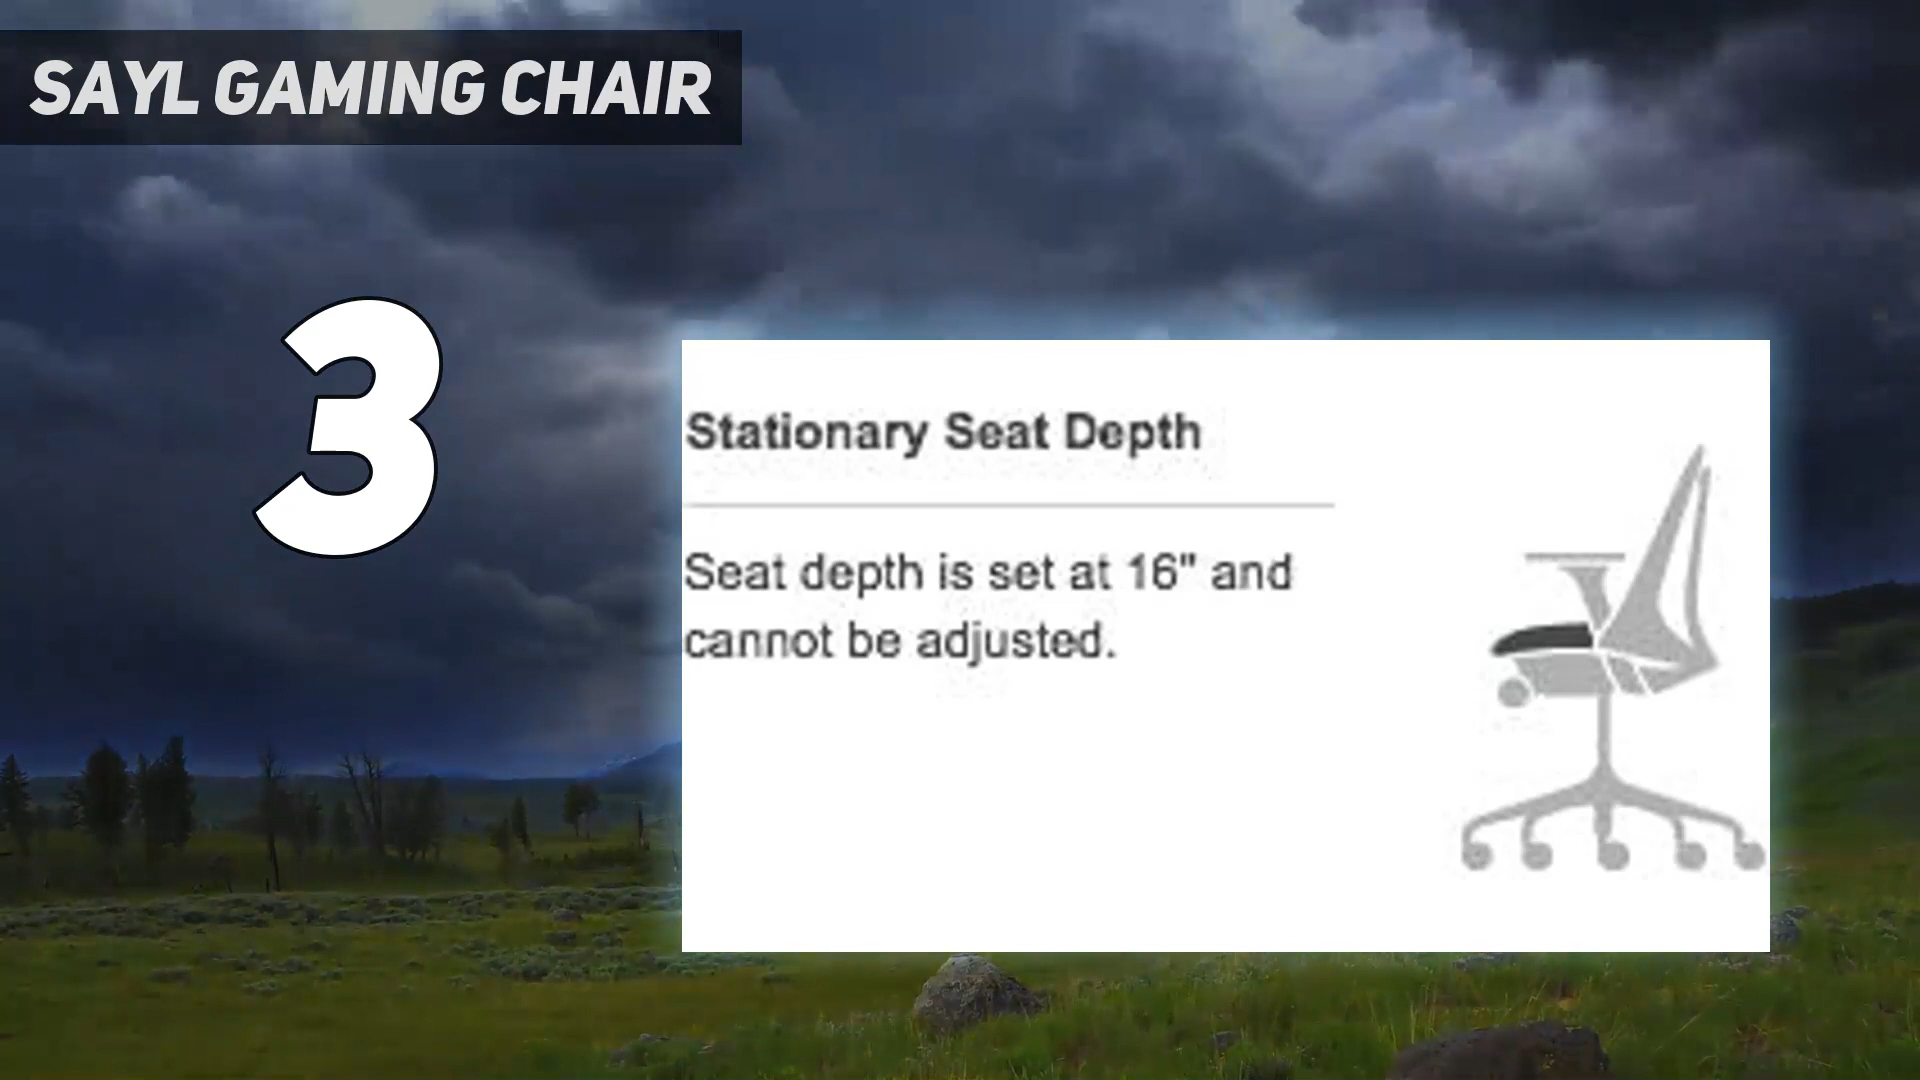 SAYL GAMING CHAIR
3
Stationary Seat Depth
Seat depth is set at 16" and
cannot be adjusted.